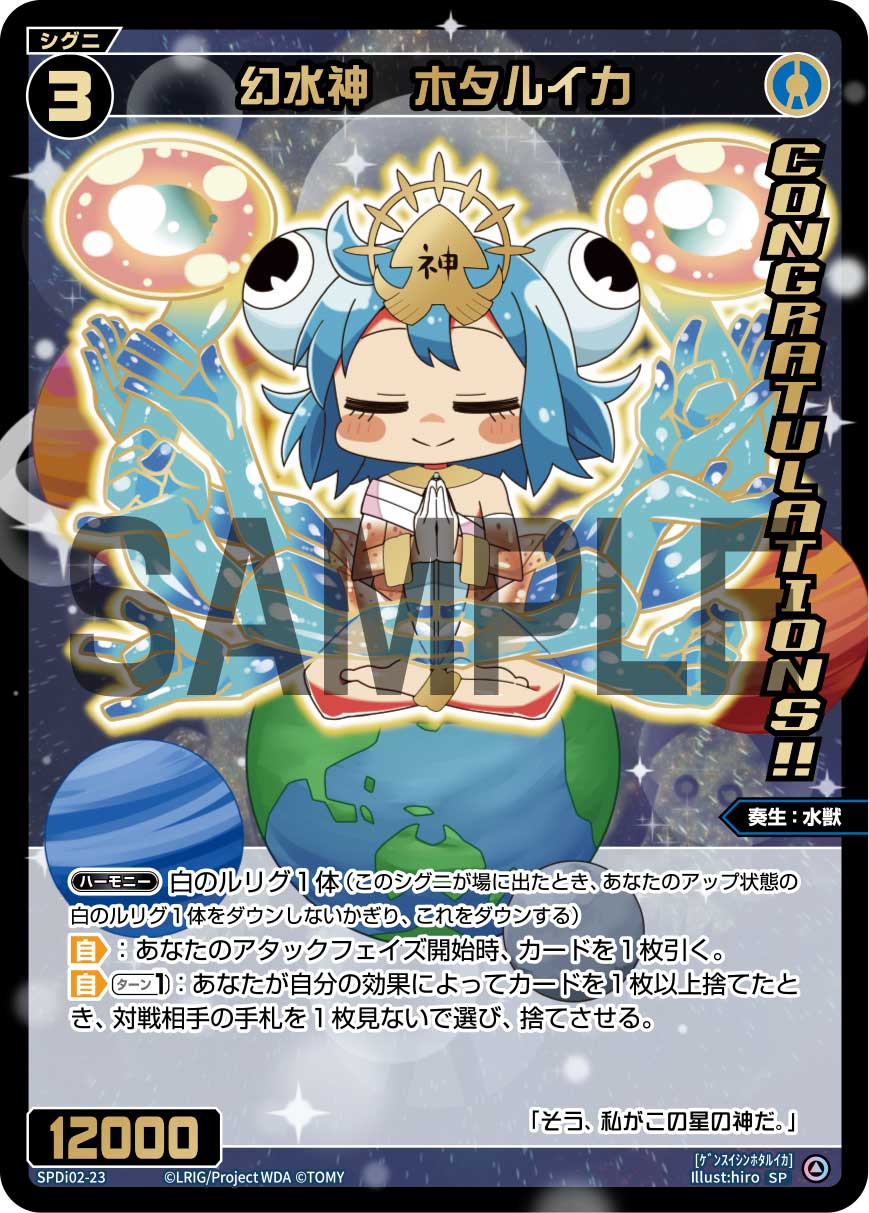 シグニ
3
幻水神 ホタルイカ
神
CONGRATULATIONS!!
SAMPLE
奏生：水獣
ハーモニー 白のルリグ1体（このシグニが場に出たとき、あなたのアップ状態の
白のルリグ1体をダウンしないかぎり、これをダウンする）
自：あなたのアタックフェイズ開始時、カードを1枚引く。
自 ターン1：あなたが自分の効果によってカードを1枚以上捨てたと
き、対戦相手の手札を1枚見ないで選び、捨てさせる。
「そう、私がこの星の神だ。」
12000
[ｹﾞﾝｽｲｼﾝﾎﾀﾙｲｶ]
SPDi02-23 ©LRIG/Project WDA ©TOMY Illust:hiro SP